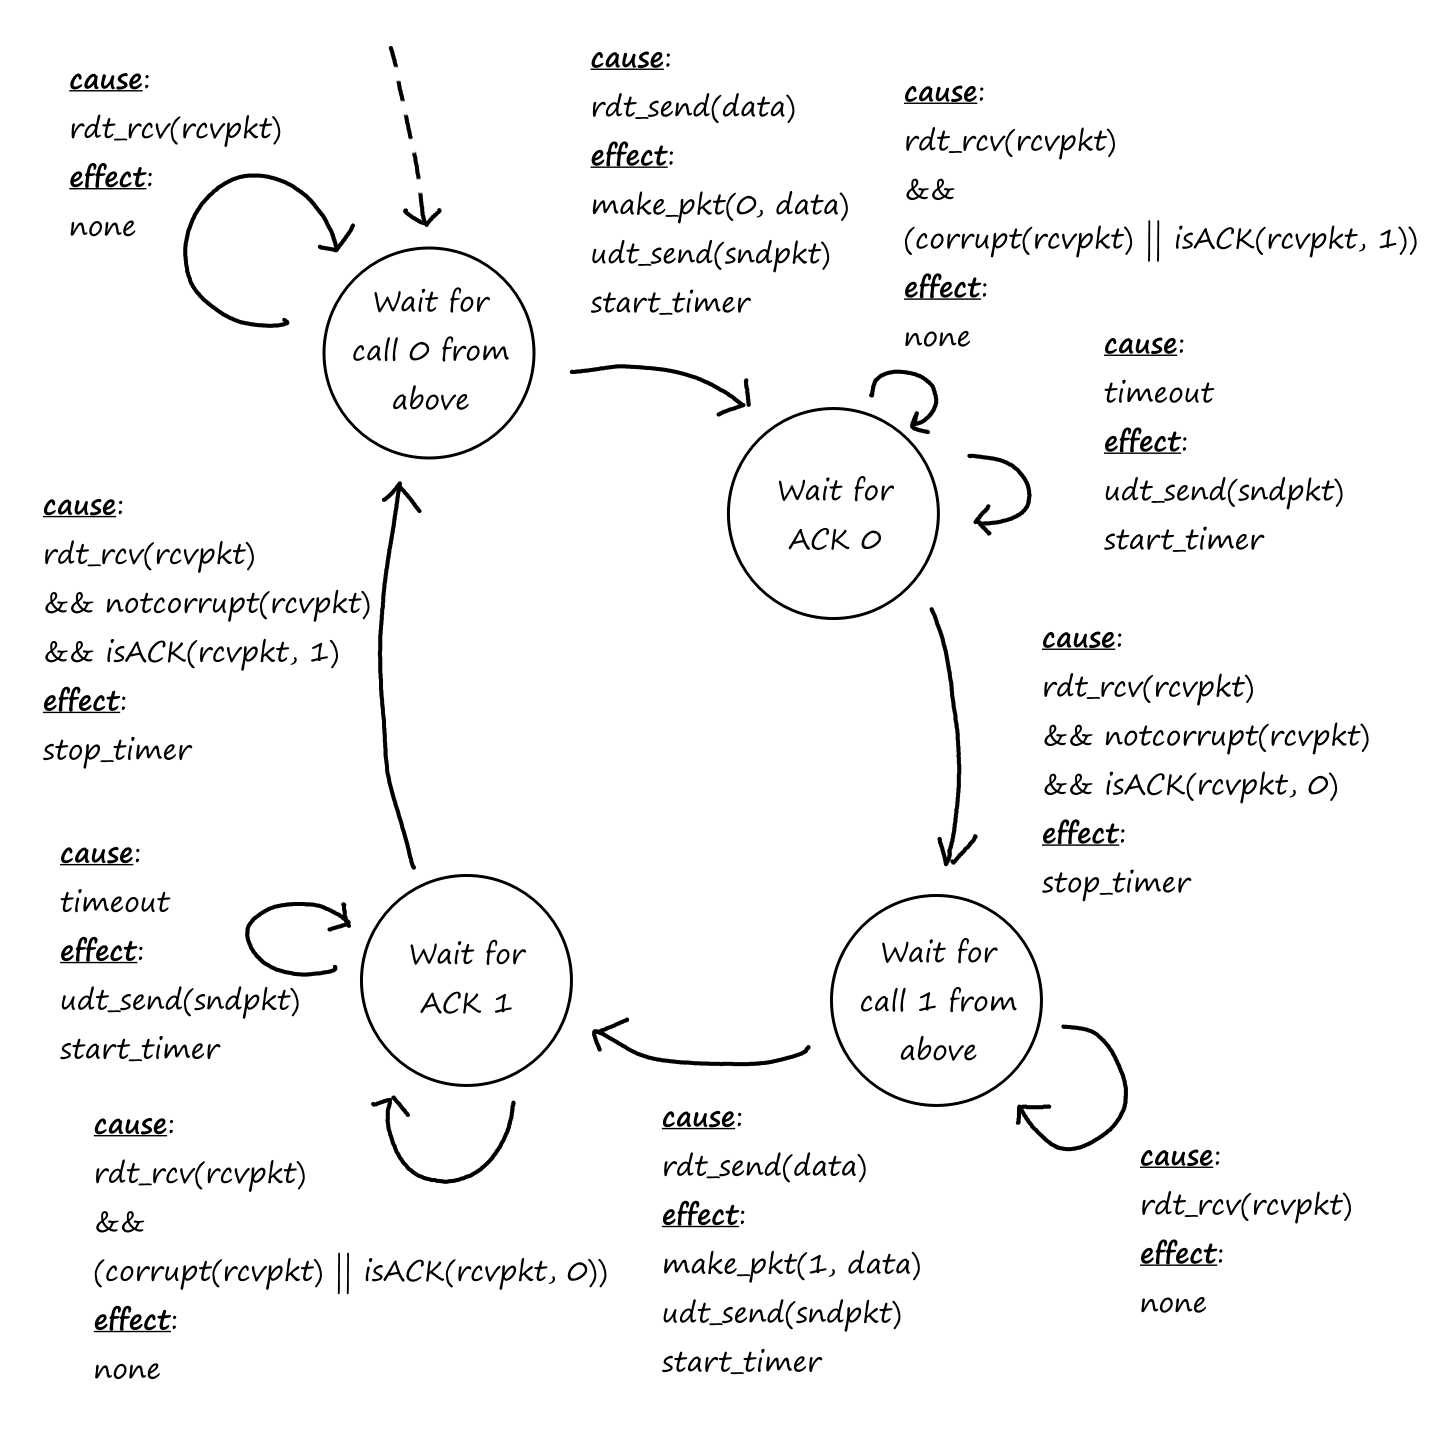 cause:
rdt_rcv(rcvpkt)
effect:
none
cause:
rdt_send(data)
effect:
make_pkt(0, data)
udt_send(sndpkt)
start_timer
cause:
rdt_rcv(rcvpkt)
&&
(corrupt(rcvpkt) || isACK(rcvpkt, 1))
effect:
none
Wait for
call 0 from
above
cause:
timeout
effect:
udt_send(sndpkt)
start_timer
Wait for
ACK 0
cause:
rdt_rcv(rcvpkt)
&& notcorrupt(rcvpkt)
&& isACK(rcvpkt, 1)
effect:
stop_timer
cause:
rdt_rcv(rcvpkt)
&& notcorrupt(rcvpkt)
&& isACK(rcvpkt, 0)
effect:
stop_timer
cause:
timeout
effect:
udt_send(sndpkt)
start_timer
Wait for
ACK 1
Wait for
call 1 from
above
cause:
rdt_rcv(rcvpkt)
&&
(corrupt(rcvpkt) || isACK(rcvpkt, 0))
effect:
none
cause:
rdt_send(data)
effect:
make_pkt(1, data)
udt_send(sndpkt)
start_timer
cause:
rdt_rcv(rcvpkt)
effect:
none